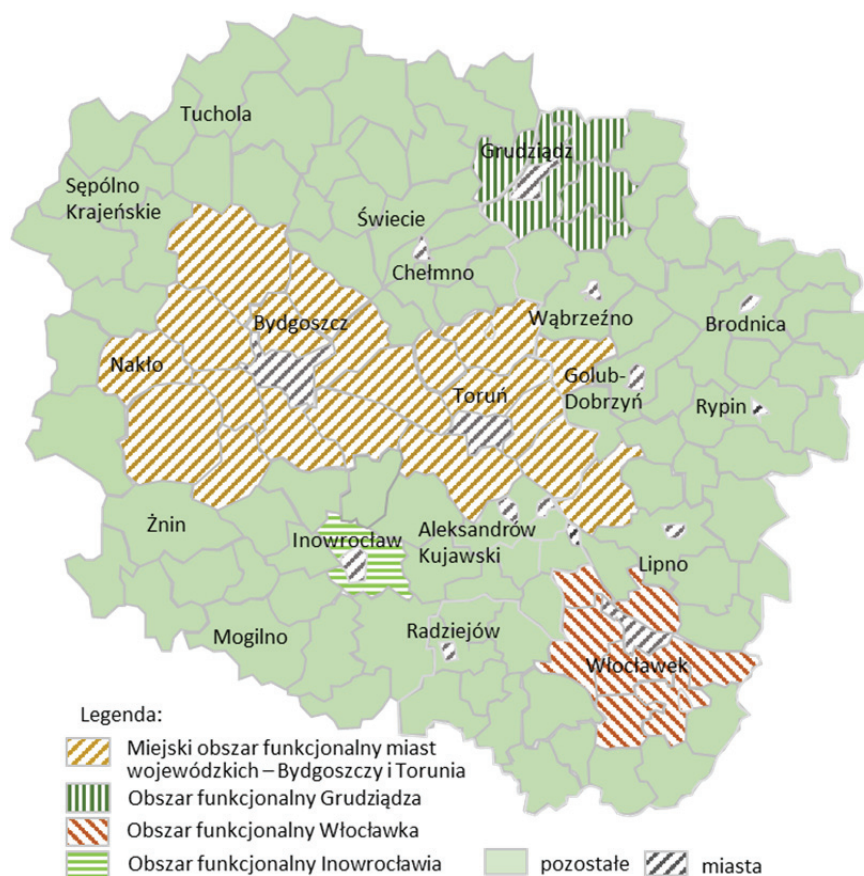 Tuchola
Grudziądz
Sępólno
Krajeńskie
Świecie
Chełmno
Wąbrzeźno
Brodnica
Bydgoszcz
Nakło
Golub-
Dobrzyń
Toruń
Rypin
Żnin
Inowrocław
Aleksandrów
Kujawski
Lipno
Mogilno
Radziejów
Włocławek
Legenda:
Miejski obszar funkcjonalny miast
wojewódzkich – Bydgoszczy i Torunia
Obszar funkcjonalny Grudziądza
Obszar funkcjonalny Włocławka
Obszar funkcjonalny Inowrocławia
pozostałe
miasta